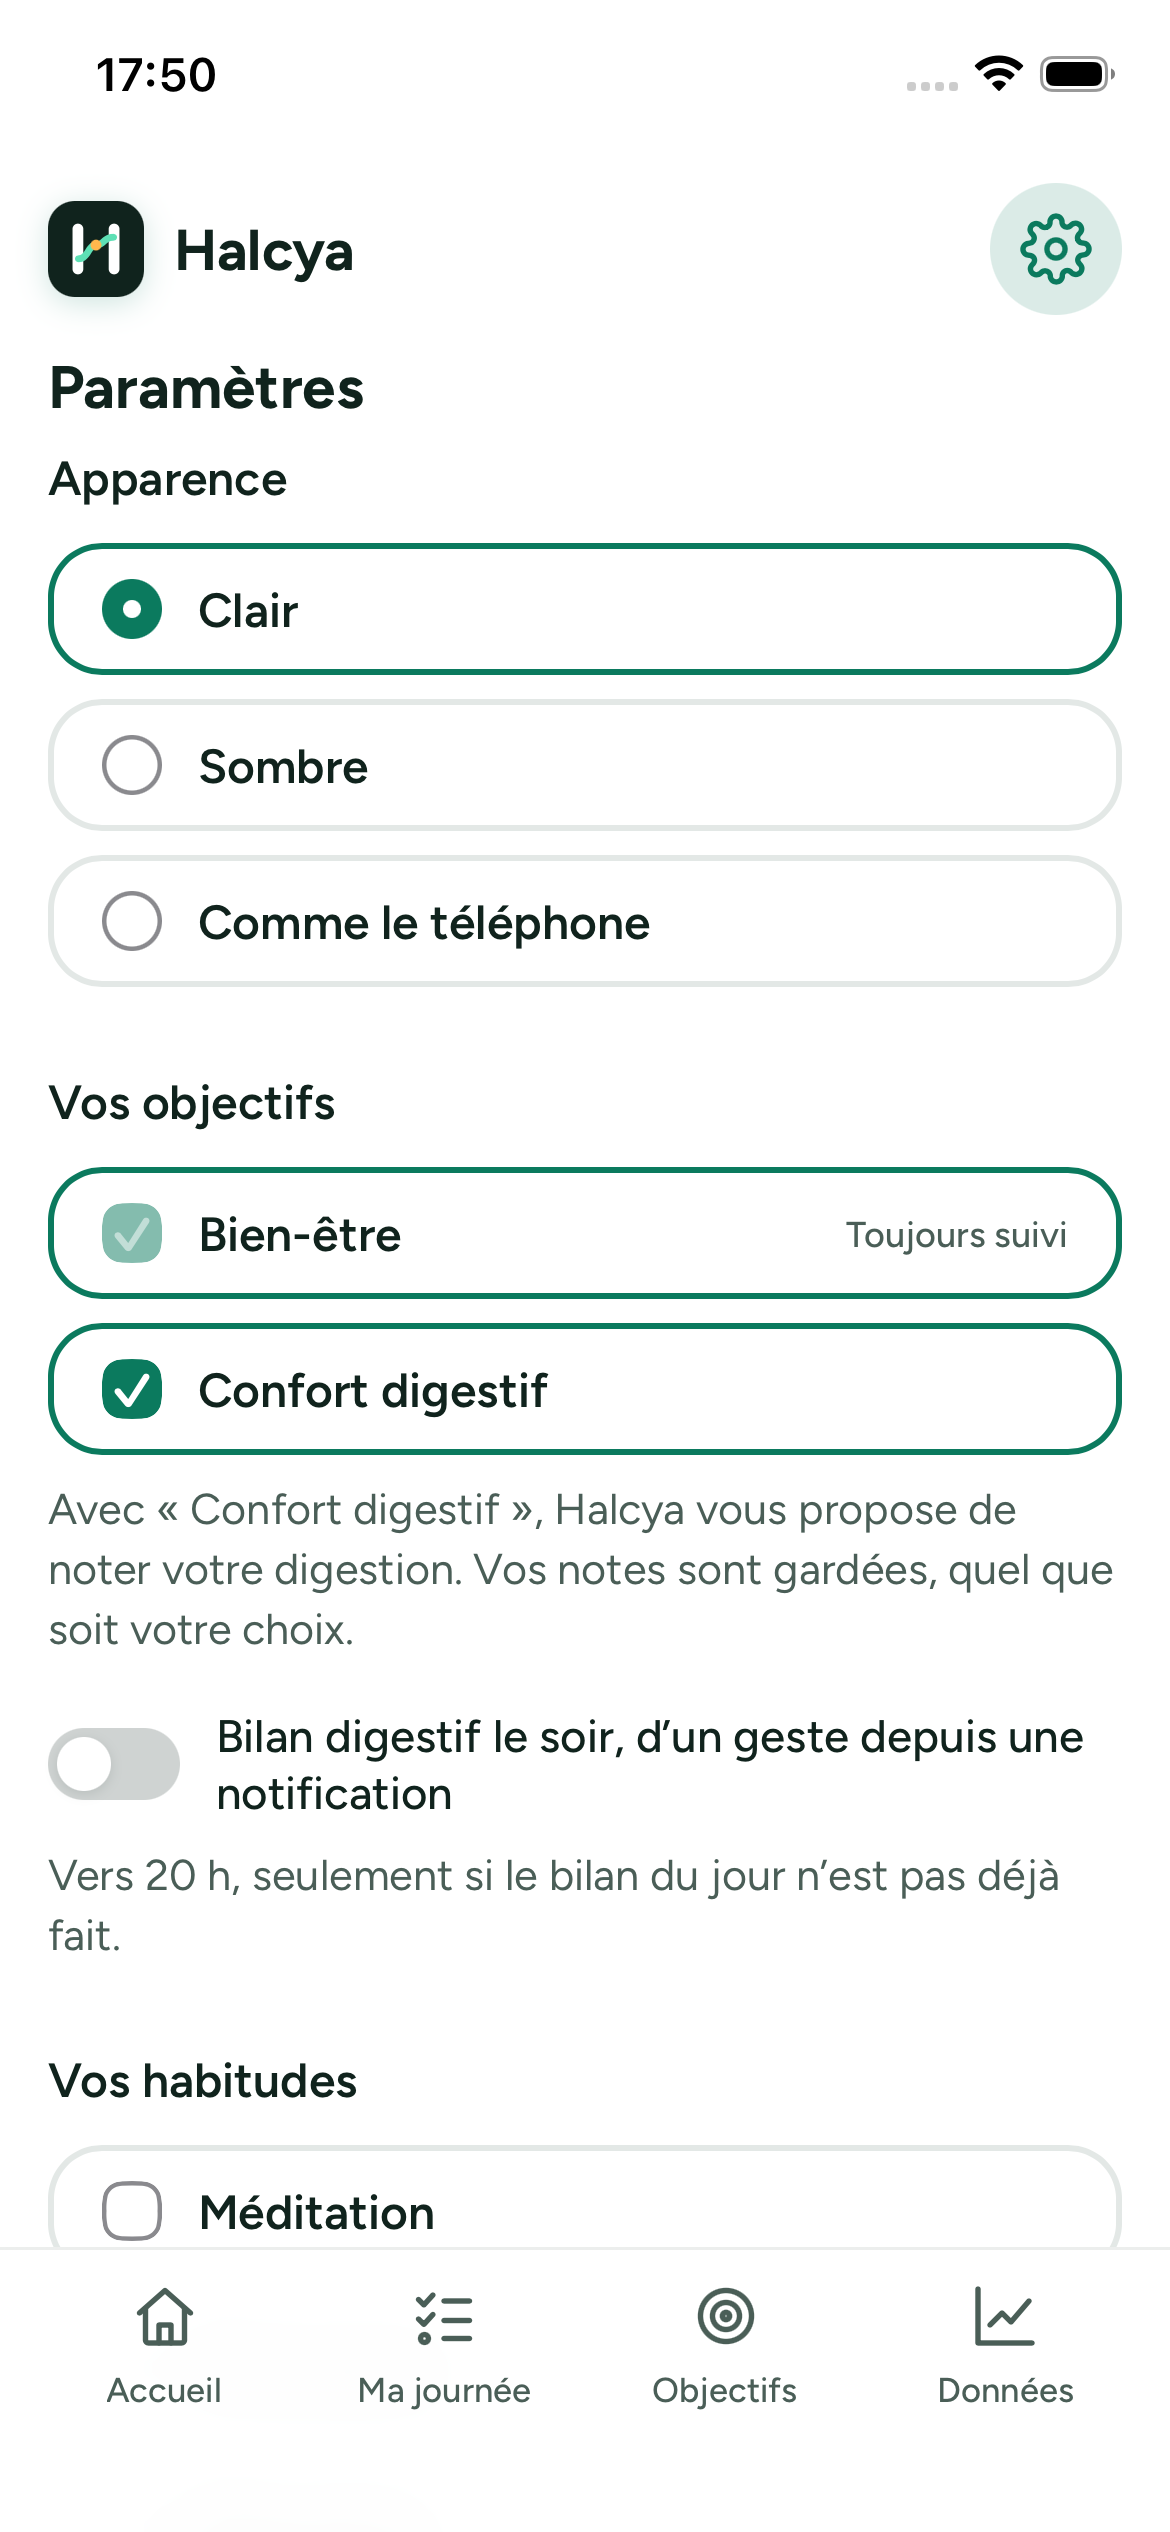 17:50
Halcya
Paramètres
Apparence
Clair
Sombre
Comme le téléphone
Vos objectifs
Bien-être
Toujours suivi
Confort digestif
Avec « Confort digestif », Halcya vous propose de
noter votre digestion. Vos notes sont gardées, quel que
soit votre choix.
Bilan digestif le soir, d’un geste depuis une
notification
Vers 20 h, seulement si le bilan du jour n’est pas déjà
fait.
Vos habitudes
Méditation
Accueil
Ma journée
Objectifs
Données